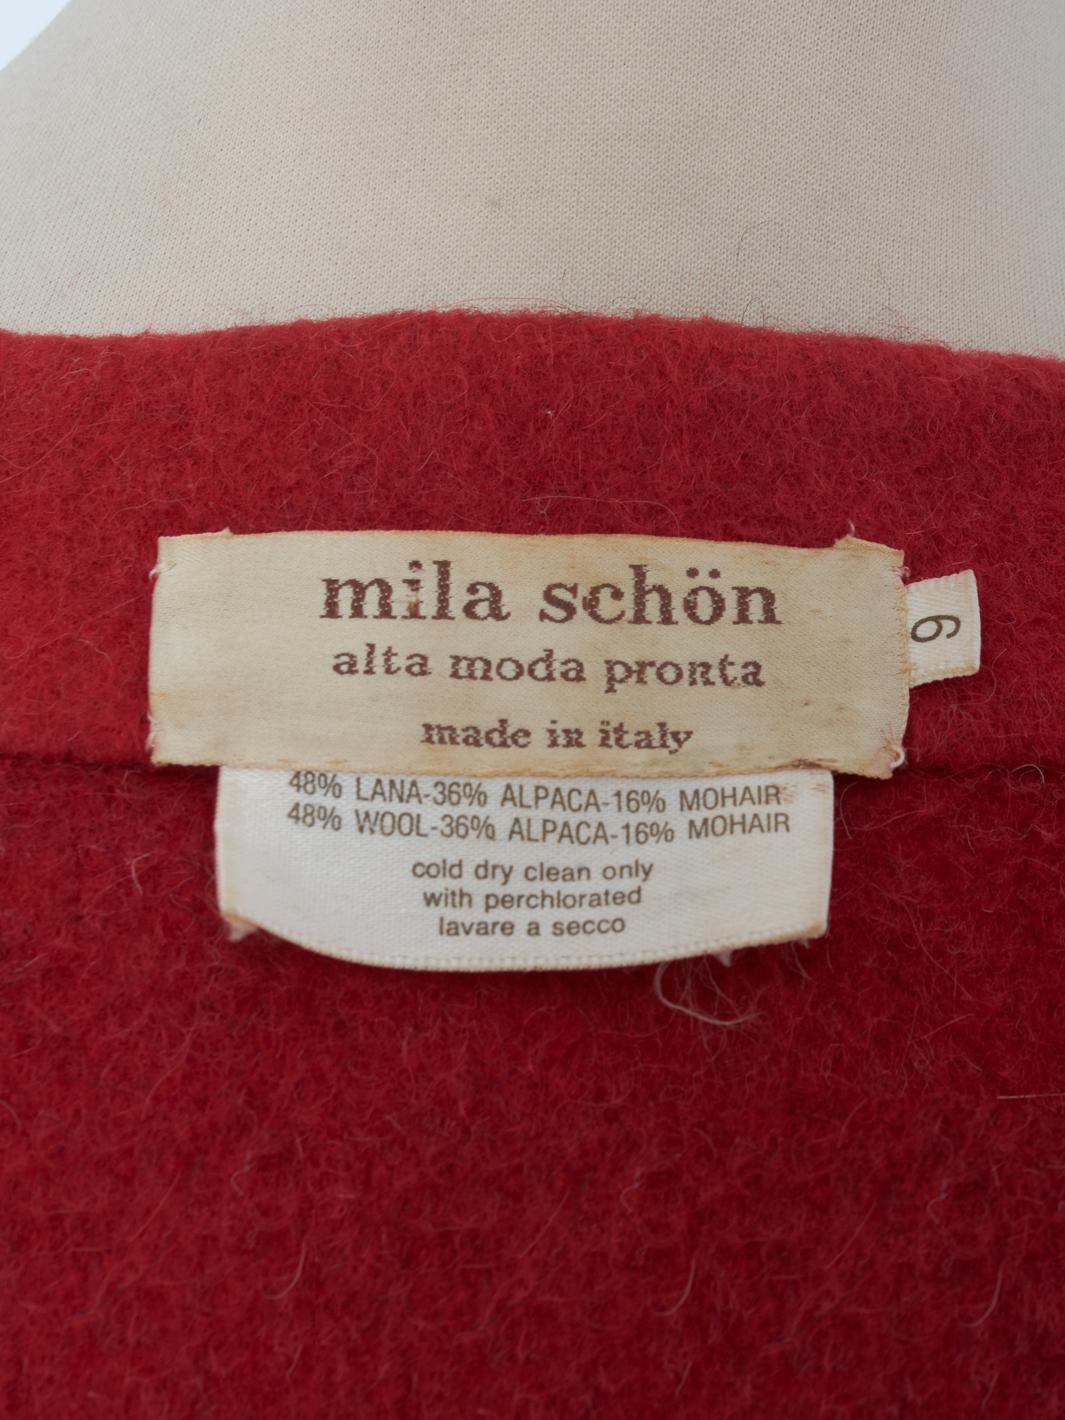 mila schön
alta moda pronta
made in italy
6
48% LANA-36% ALPACA-16% MOHAIR
48% WOOL-36% ALPACA-16% MOHAIR
cold dry clean only
with perchlorated
lavare a secco